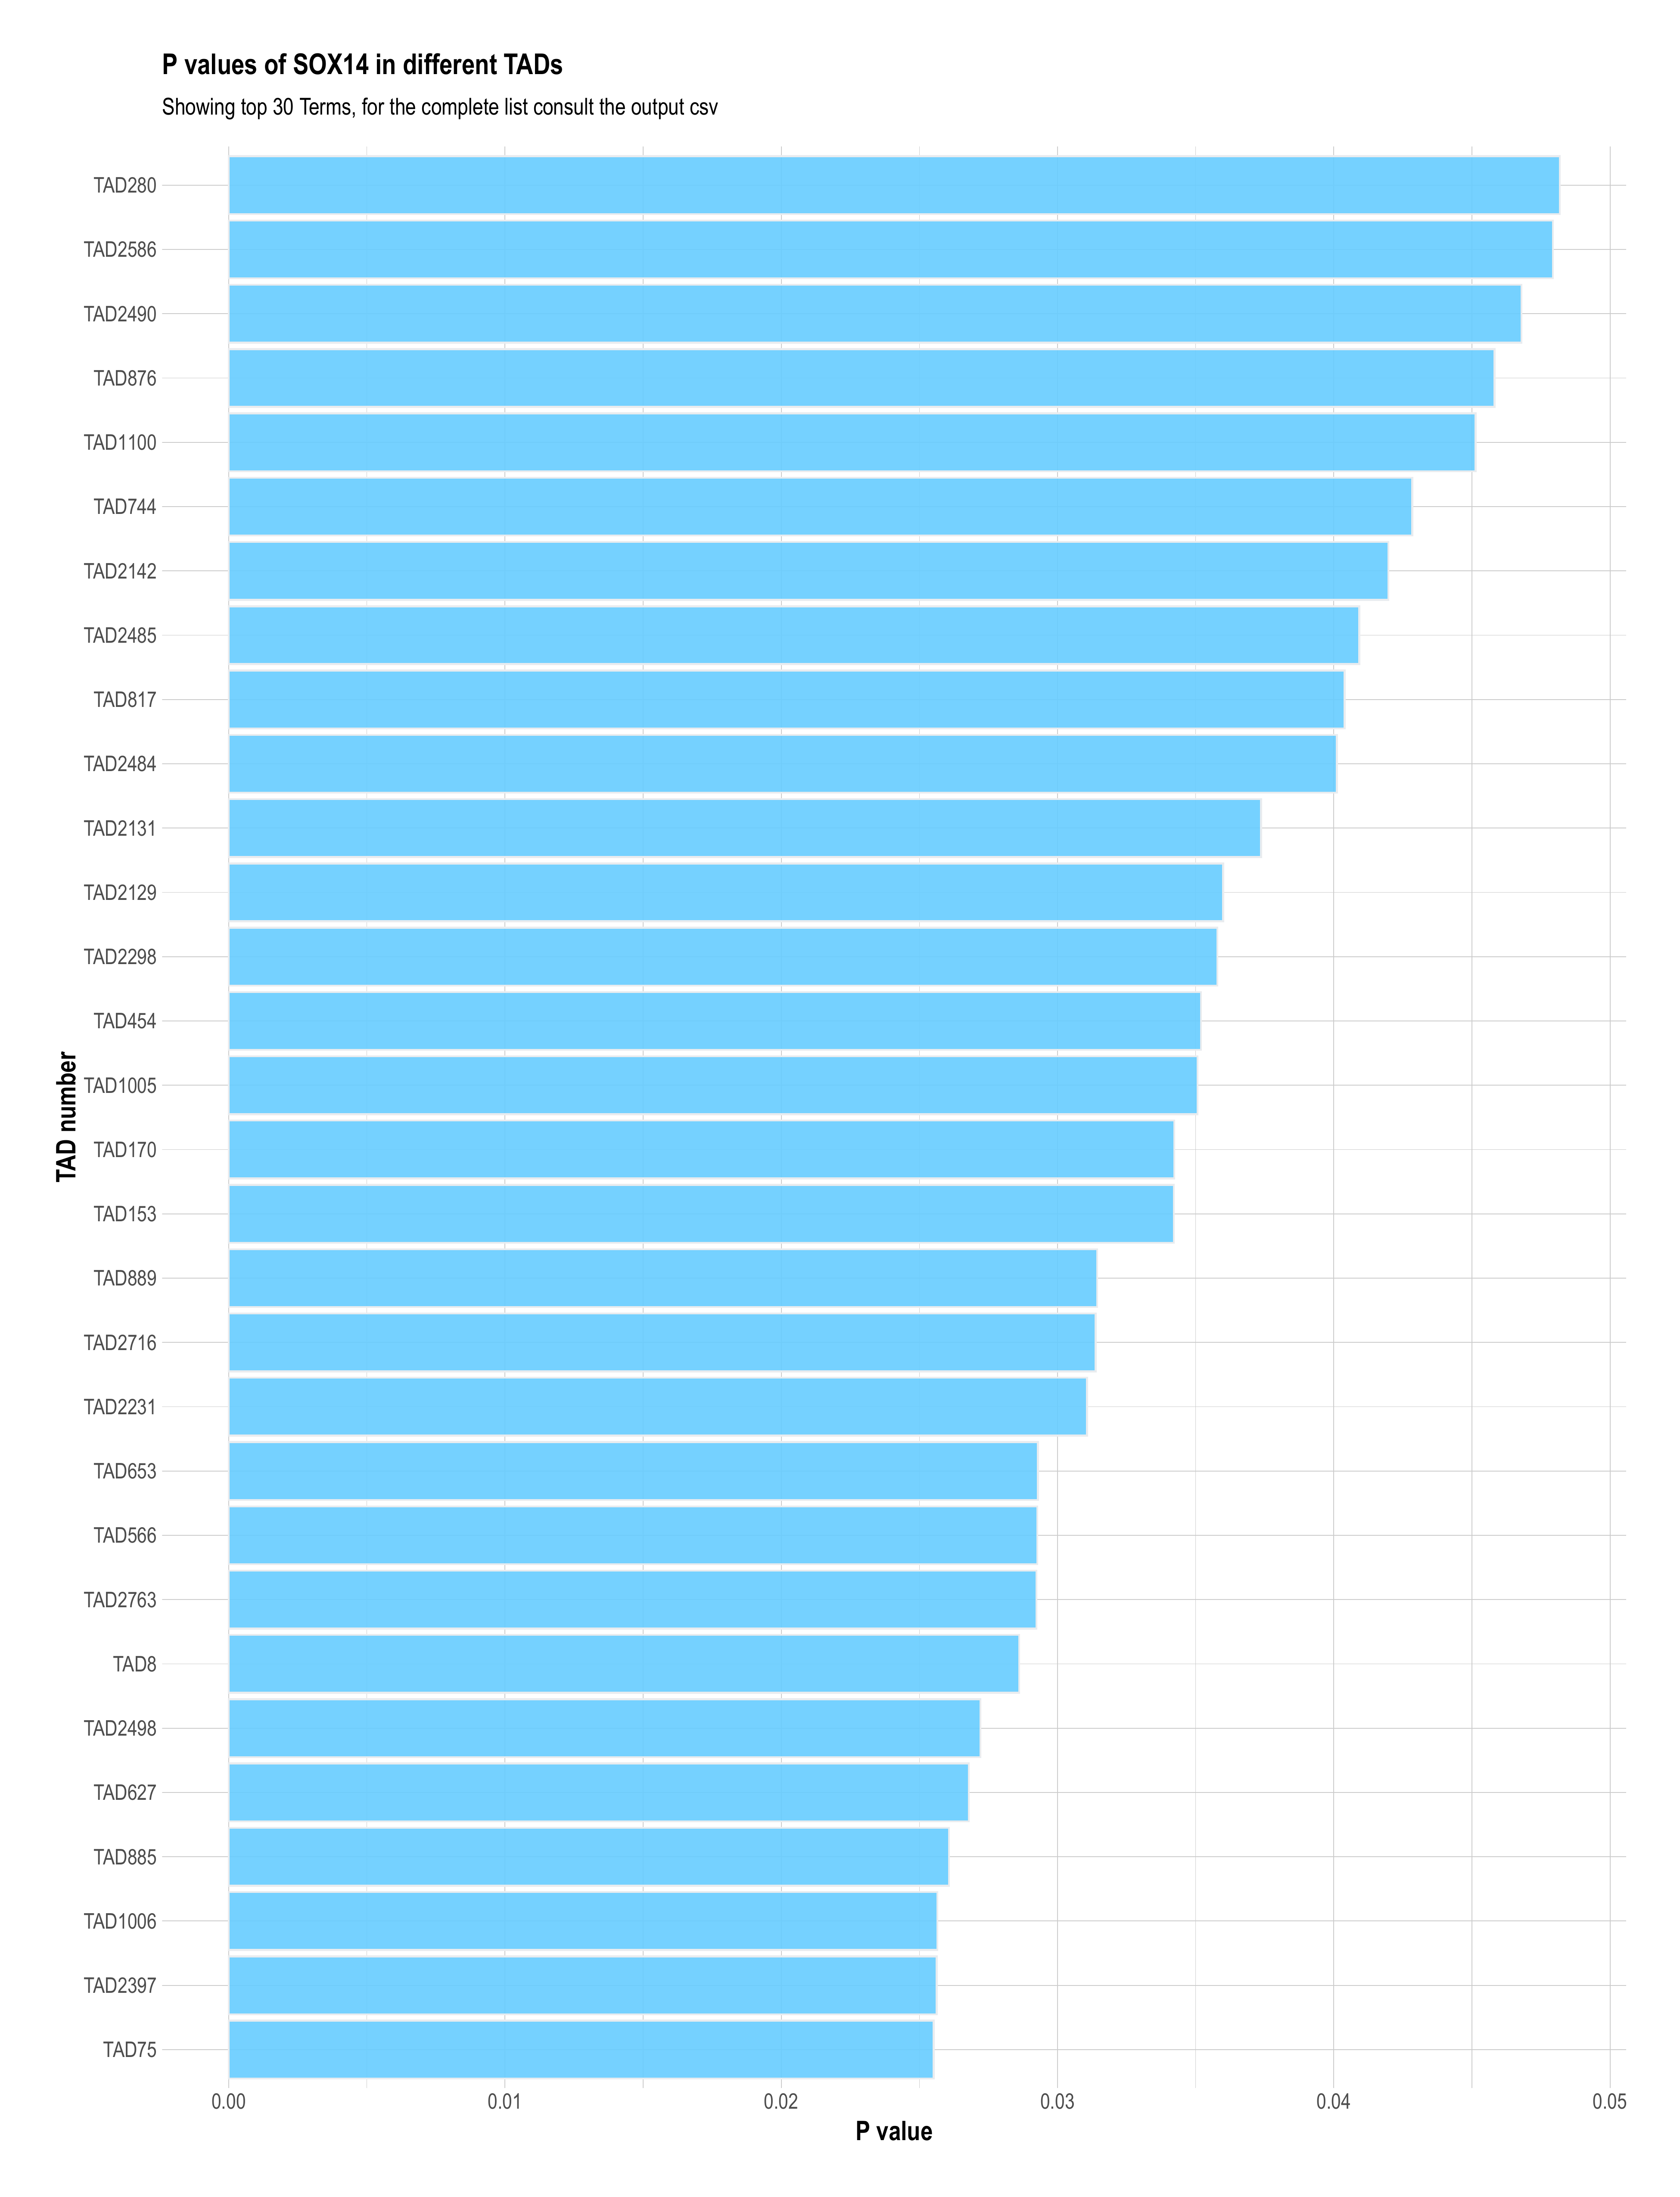 P values of SOX14 in different TADs
Showing top 30 Terms, for the complete list consult the output csv
TAD280
TAD2586
TAD2490
TAD876
TAD1100
TAD744
TAD2142
TAD2485
TAD817
TAD2484
TAD2131
TAD2129
TAD2298
TAD454
TAD1005
TAD170
TAD153
TAD889
TAD2716
TAD2231
TAD653
TAD566
TAD2763
TAD8
TAD2498
TAD627
TAD885
TAD1006
TAD2397
TAD75
TAD number
0.00 0.01 0.02 0.03 0.04 0.05
P value